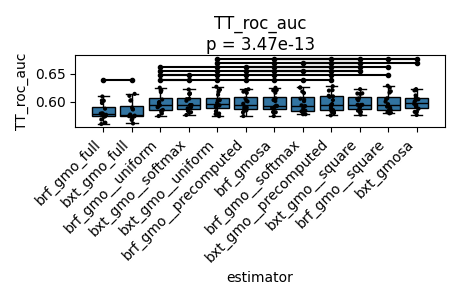 TT_roc_auc
p = 3.47e-13
TT_roc_auc
0.65
0.60
brf_gmo_full
bxt_gmo_full
brf_gmo__uniform
bxt_gmo__softmax
bxt_gmo__uniform
brf_gmo__precomputed
brf_gmosa
brf_gmo__softmax
bxt_gmo__precomputed
bxt_gmo__square
brf_gmo__square
bxt_gmosa
estimator